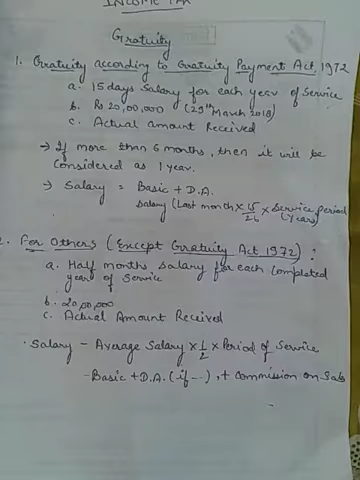 INCOME TAX
Gratuity
1. Gratuity according to Gratuity Payment Act, 1972
a. 15 days Salary for each year of Service
b. Rs 20,00,000 (29th March 2018)
c. Actual amount Received
→ If more than 6 months, then it will be
considered as 1 year.
→ Salary = Basic + D.A.
Salary (Last month × 15/26 × Service period
(Years)
2. For Others (Except Gratuity Act 1972) :
a. Half months salary for each completed
year of service
b. 20,00,000
c. Actual Amount Received
Salary - Average Salary × 1/2 × Period of Service
- Basic + D.A. (if --) + Commission on Sales